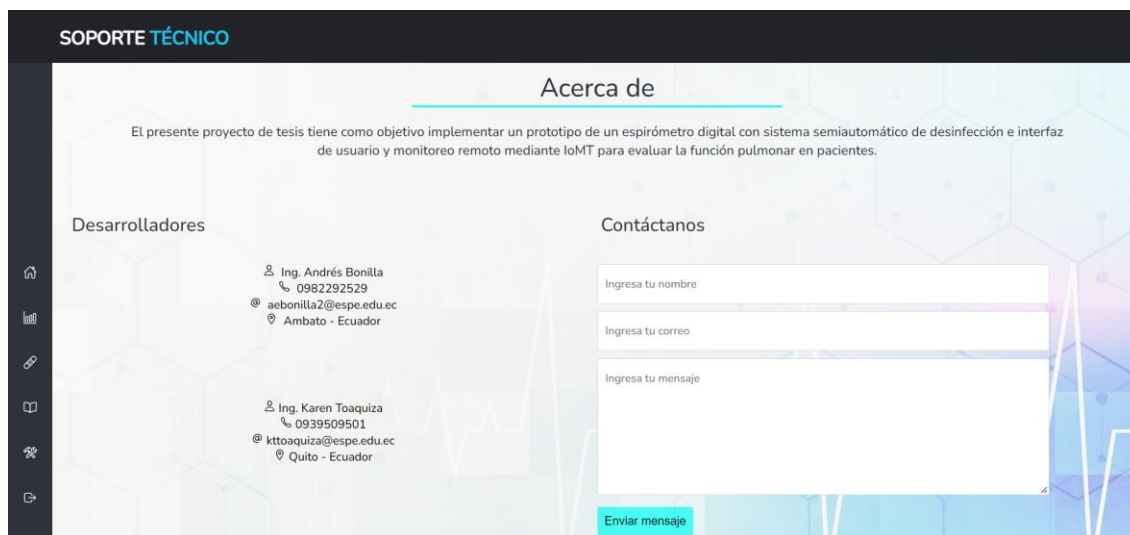 SOPORTE TÉCNICO
Acerca de
El presente proyecto de tesis tiene como objetivo implementar un prototipo de un espirómetro digital con sistema semiautomático de desinfección e interfaz
de usuario y monitoreo remoto mediante IoMT para evaluar la función pulmonar en pacientes.
Desarrolladores
Ing. Andrés Bonilla
0982292529
@ aebonilla2@espe.edu.ec
Ambato - Ecuador
Ing. Karen Toaquiza
0939509501
@ kttoaquiza@espe.edu.ec
Quito - Ecuador
Contáctanos
Ingresa tu nombre
Ingresa tu correo
Ingresa tu mensaje
Enviar mensaje